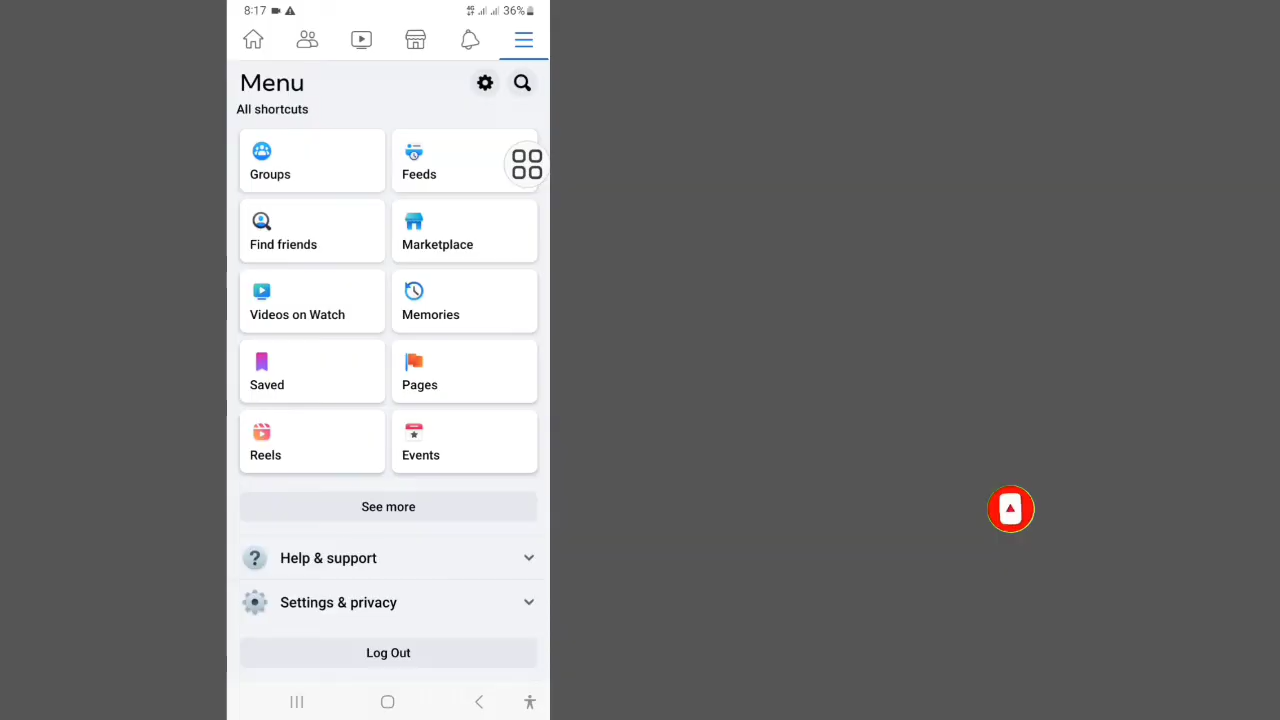 8:17
4G
36%
Menu
All shortcuts
Groups
Feeds
Find friends
Marketplace
Videos on Watch
Memories
Saved
Pages
Reels
Events
See more
Help & support
Settings & privacy
Log Out